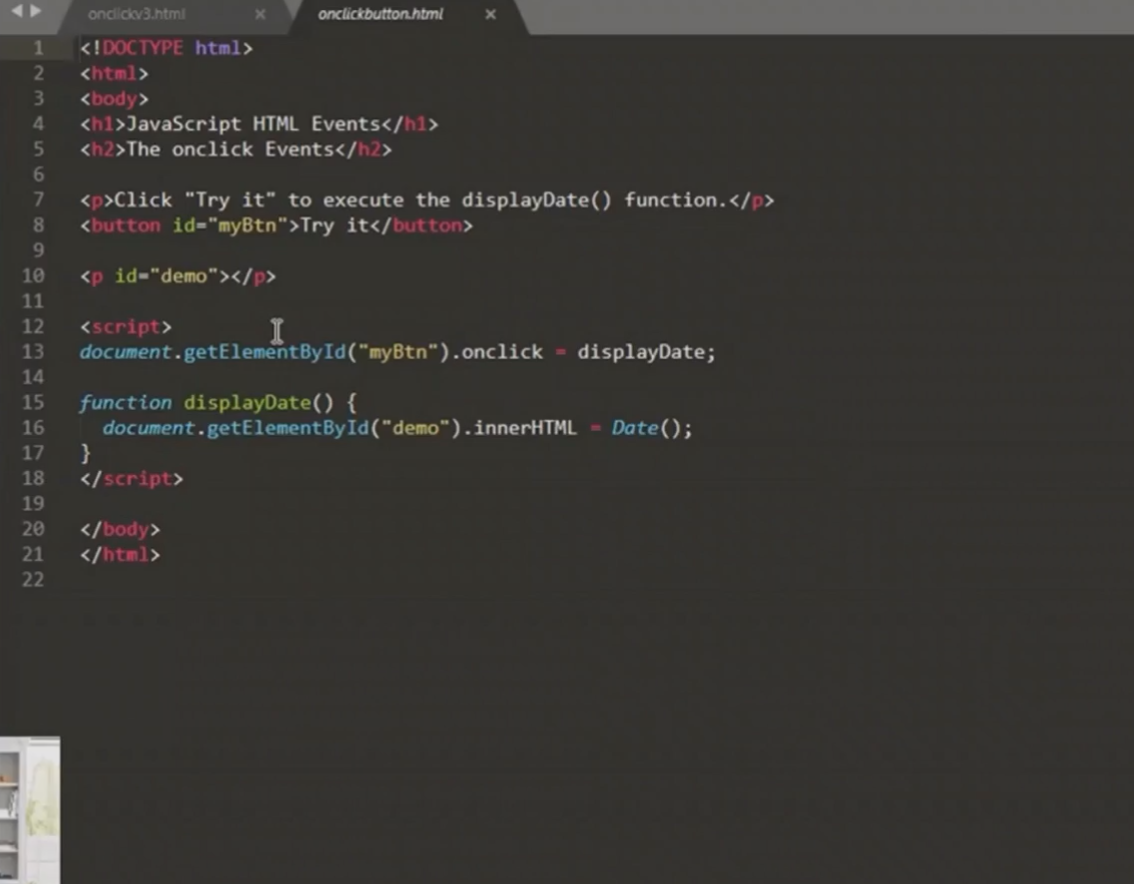 onclickv3.html × onclickbutton.html ×
1 <!DOCTYPE html>
2 <html>
3 <body>
4 <h1>JavaScript HTML Events</h1>
5 <h2>The onclick Events</h2>
6
7 <p>Click "Try it" to execute the displayDate() function.</p>
8 <button id="myBtn">Try it</button>
9
10 <p id="demo"></p>
11
12 <script>
13 document.getElementById("myBtn").onclick = displayDate;
14
15 function displayDate() {
16   document.getElementById("demo").innerHTML = Date();
17 }
18 </script>
19
20 </body>
21 </html>
22